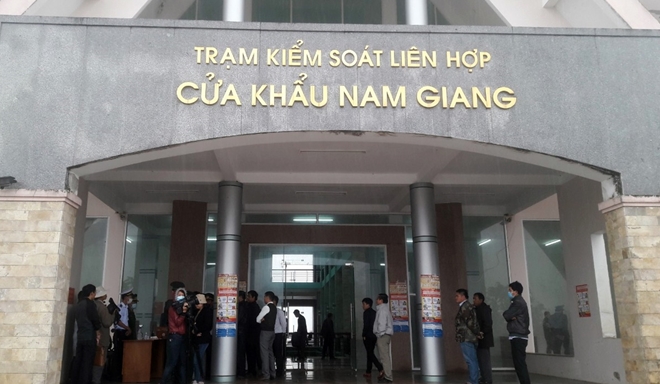 TRẠM KIỂM SOÁT LIÊN HỢP
CỬA KHẨU NAM GIANG